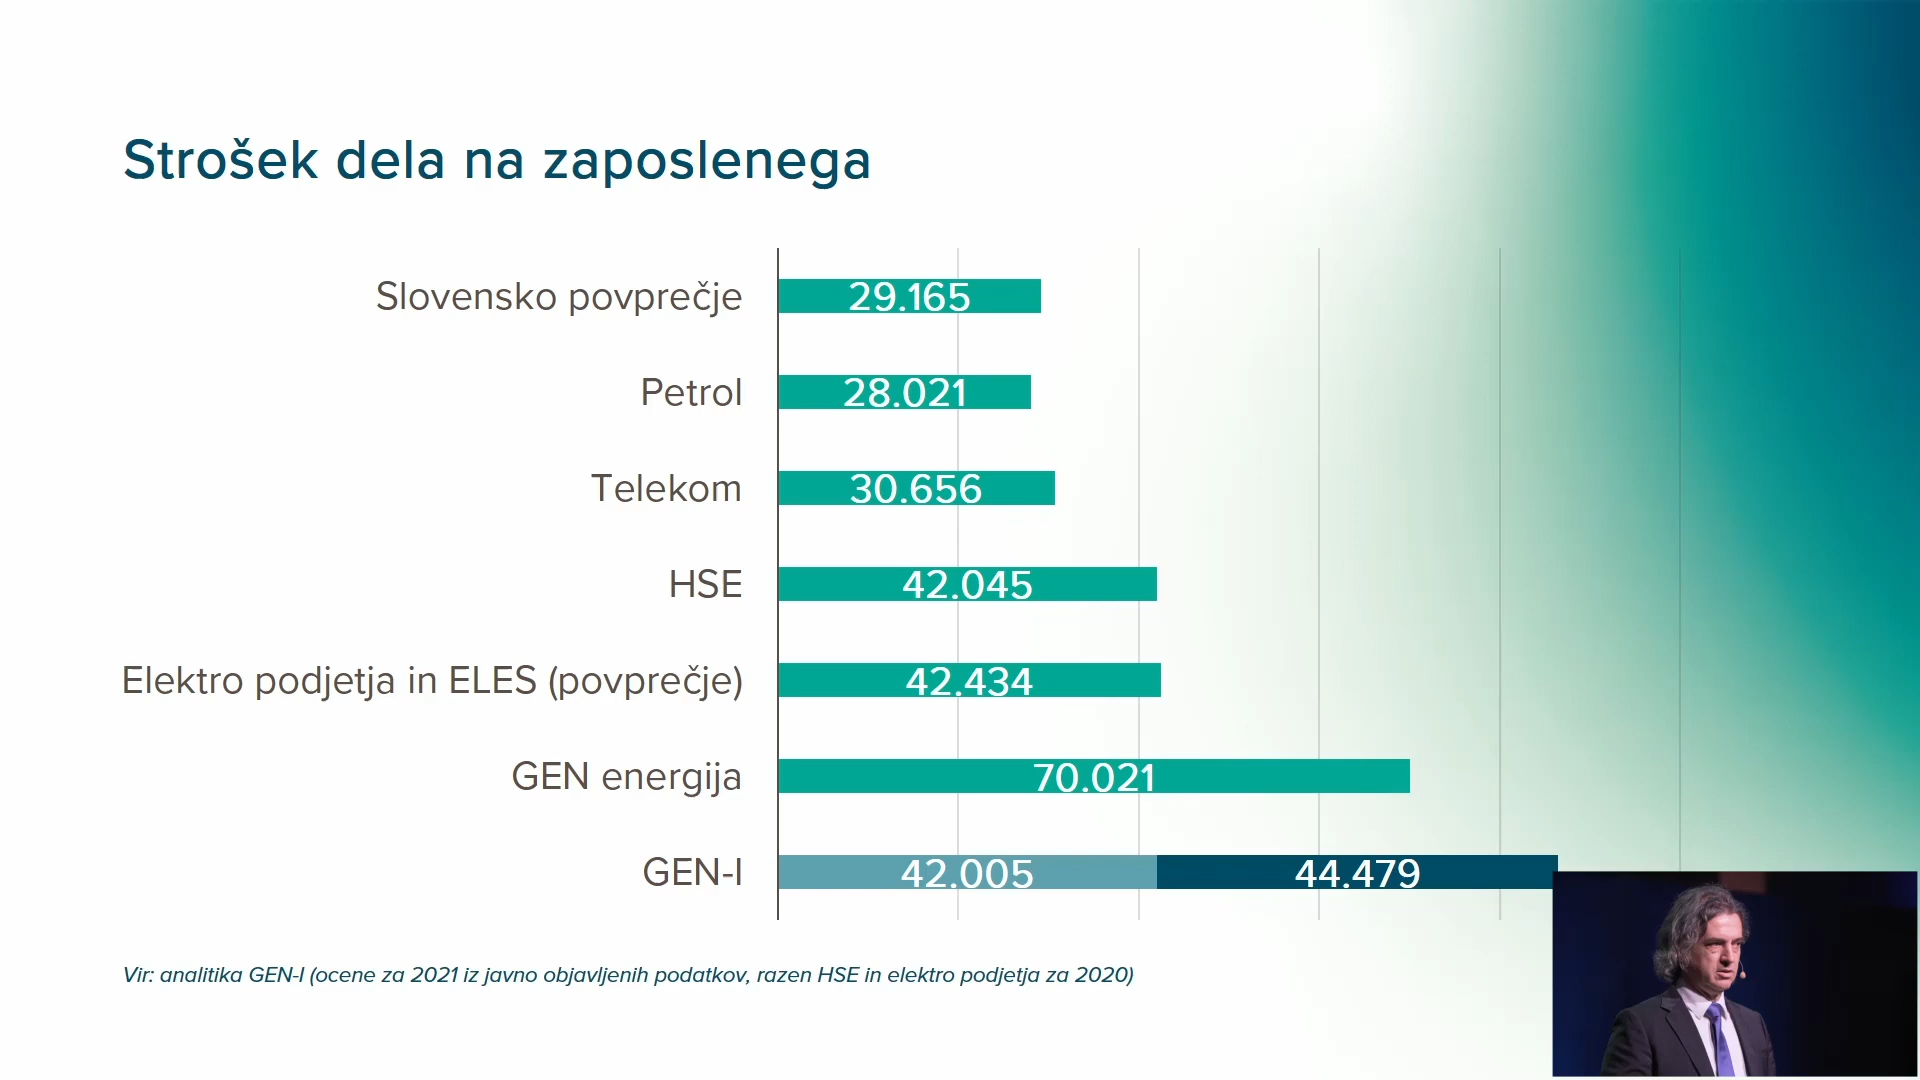 Strošek dela na zaposlenega
Slovensko povprečje 29.165
Petrol 28.021
Telekom 30.656
HSE 42.045
Elektro podjetja in ELES (povprečje) 42.434
GEN energija 70.021
GEN-I 42.005 44.479
Vir: analitika GEN-I (ocene za 2021 iz javno objavljenih podatkov, razen HSE in elektro podjetja za 2020)